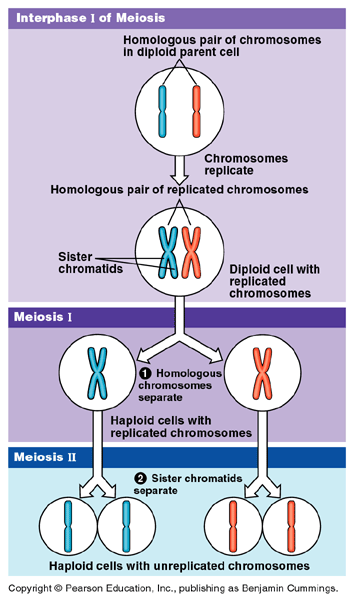 Interphase I of Meiosis
Homologous pair of chromosomes
in diploid parent cell
Chromosomes
replicate
Homologous pair of replicated chromosomes
Sister
chromatids
Diploid cell with
replicated
chromosomes
Meiosis I
1 Homologous
chromosomes
separate
Haploid cells with
replicated chromosomes
Meiosis II
2 Sister chromatids
separate
Haploid cells with unreplicated chromosomes
Copyright © Pearson Education, Inc., publishing as Benjamin Cummings.